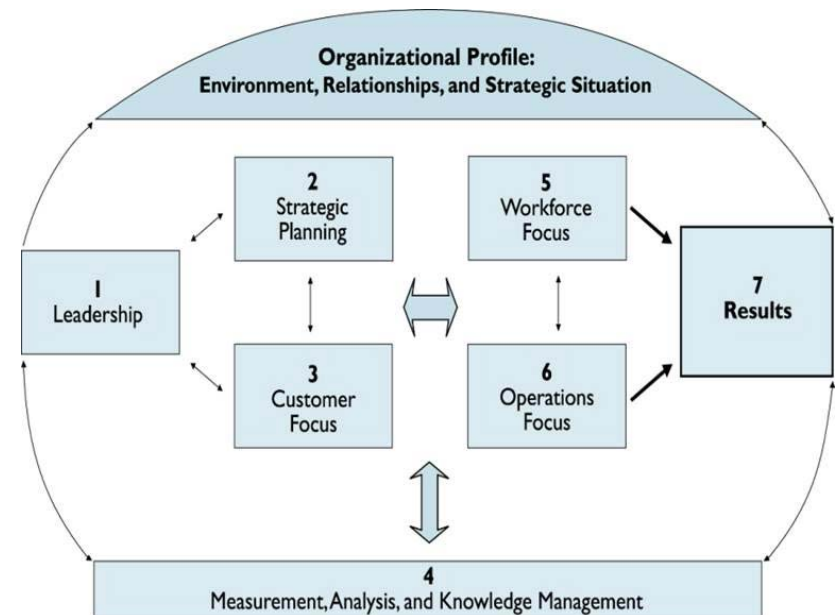 Organizational Profile:
Environment, Relationships, and Strategic Situation
2
Strategic
Planning
5
Workforce
Focus
1
Leadership
7
Results
3
Customer
Focus
6
Operations
Focus
4
Measurement, Analysis, and Knowledge Management